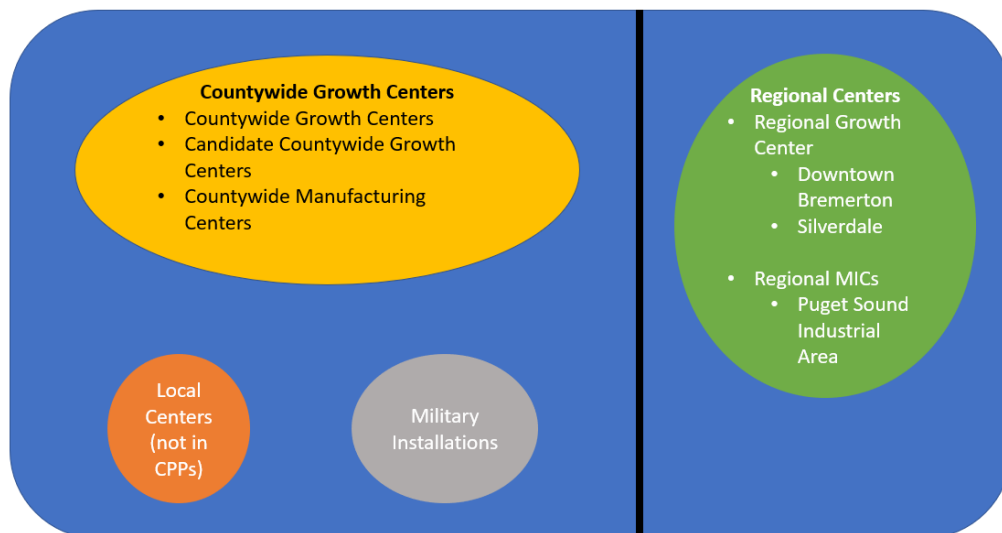 Countywide Growth Centers
• Countywide Growth Centers
• Candidate Countywide Growth
Centers
• Countywide Manufacturing
Centers
Local
Centers
(not in
CPPs)
Military
Installations
Regional Centers
• Regional Growth
Center
• Downtown
Bremerton
• Silverdale
• Regional MICs
• Puget Sound
Industrial
Area